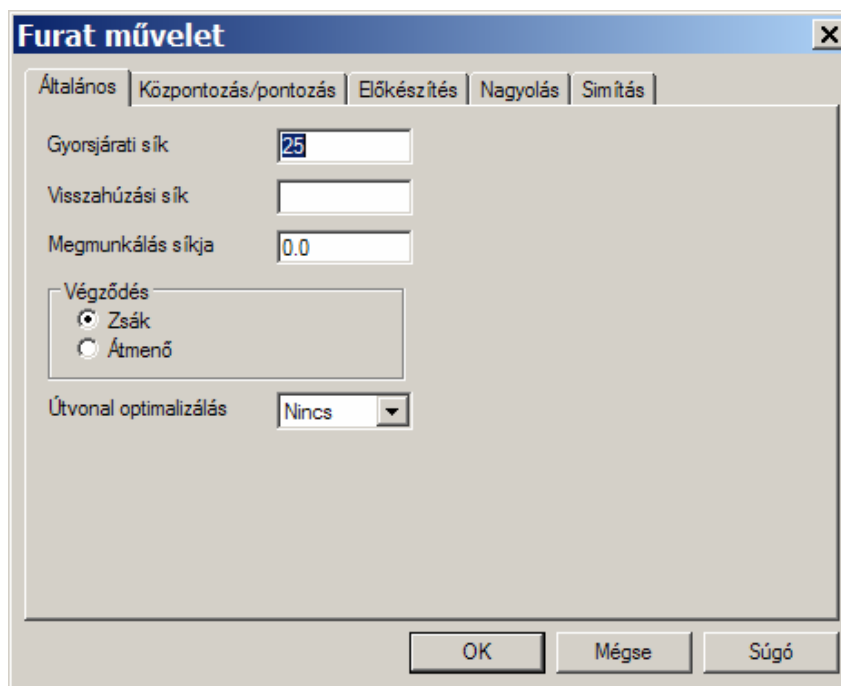 Furat művelet
Általános Központozás/pontozás Előkészítés Nagyolás Simítás
Gyorsjárati sík 25
Visszahúzási sík
Megmunkálás síkja 0.0
Végződés
Zsák
Átmenő
Útvonal optimalizálás Nincs
OK Mégse Súgó